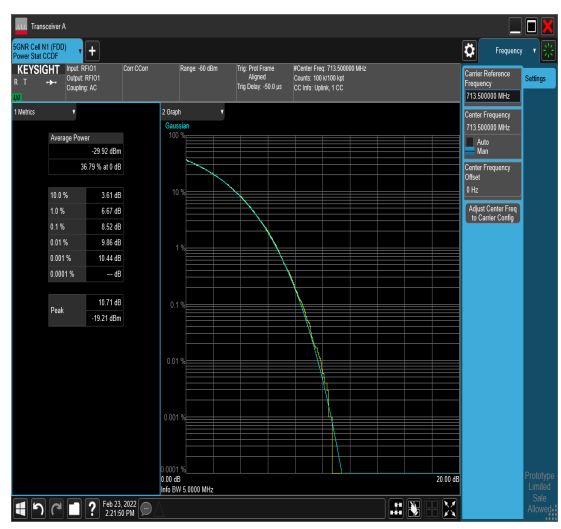 Transceiver A
5GNR Cell N1 (FDD)
Power Stat CCDF
Frequency
KEYSIGHT
R T
Input: RFIO1
Output: RFIO1
Coupling: AC
Corr CCorr
Range: -60 dBm
Trig: Prot Frame
Aligned
Trig Delay: -50.0 µs
#Center Freq: 713.500000 MHz
Counts: 100 k/100 kpt
CC Info: Uplink, 1 CC
Carrier Reference
Frequency
713.500000 MHz
Settings
Center Frequency
713.500000 MHz
Auto
Man
Center Frequency
Offset
0 Hz
Adjust Center Freq
to Carrier Config
1 Metrics
Average Power
-29.92 dBm
36.79 % at 0 dB
10.0 % 3.61 dB
1.0 % 6.67 dB
0.1 % 8.52 dB
0.01 % 9.86 dB
0.001 % 10.44 dB
0.0001 % --- dB
Peak
10.71 dB
-19.21 dBm
2 Graph
Gaussian
100 %
10 %
1 %
0.1 %
0.01 %
0.001 %
0.0001 %
0.00 dB
20.00 dB
Info BW 5.0000 MHz
Feb 23, 2022
2:21:50 PM
Prototype
Limited
Sale
Allowed